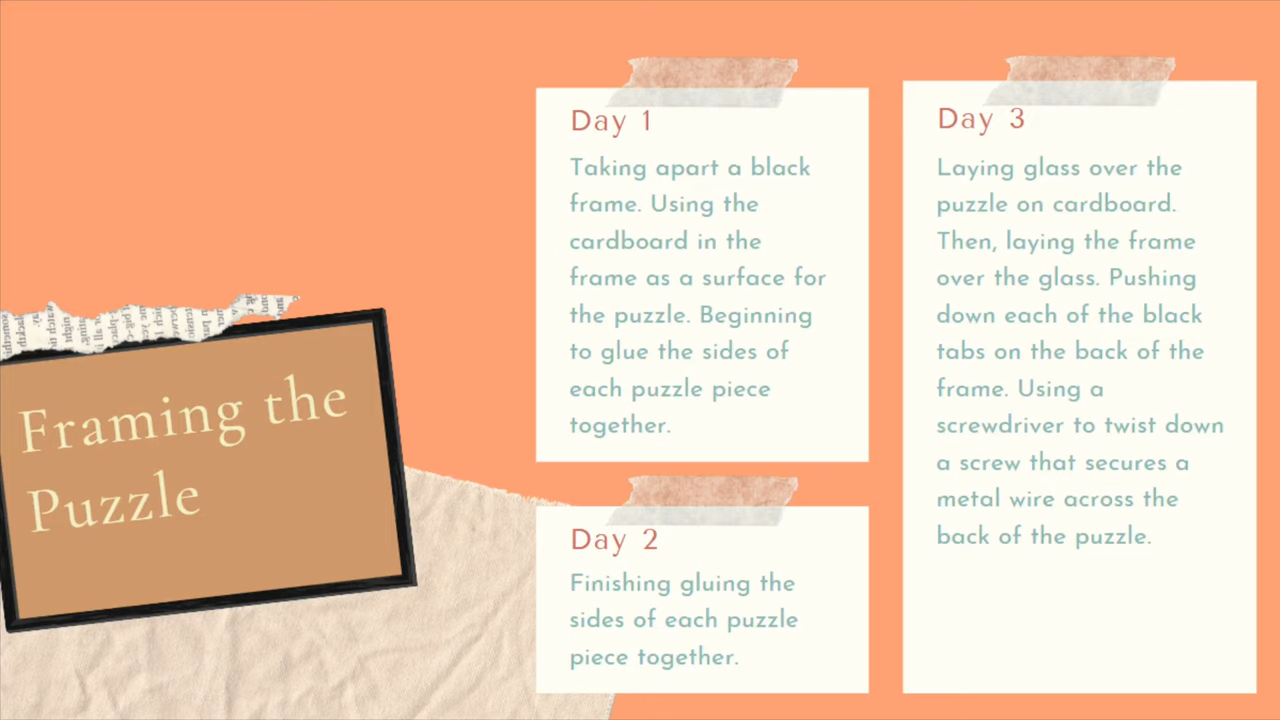 Framing the
Puzzle
Day 1
Taking apart a black
frame. Using the
cardboard in the
frame as a surface for
the puzzle. Beginning
to glue the sides of
each puzzle piece
together.
Day 2
Finishing gluing the
sides of each puzzle
piece together.
Day 3
Laying glass over the
puzzle on cardboard.
Then, laying the frame
over the glass. Pushing
down each of the black
tabs on the back of the
frame. Using a
screwdriver to twist down
a screw that secures a
metal wire across the
back of the puzzle.